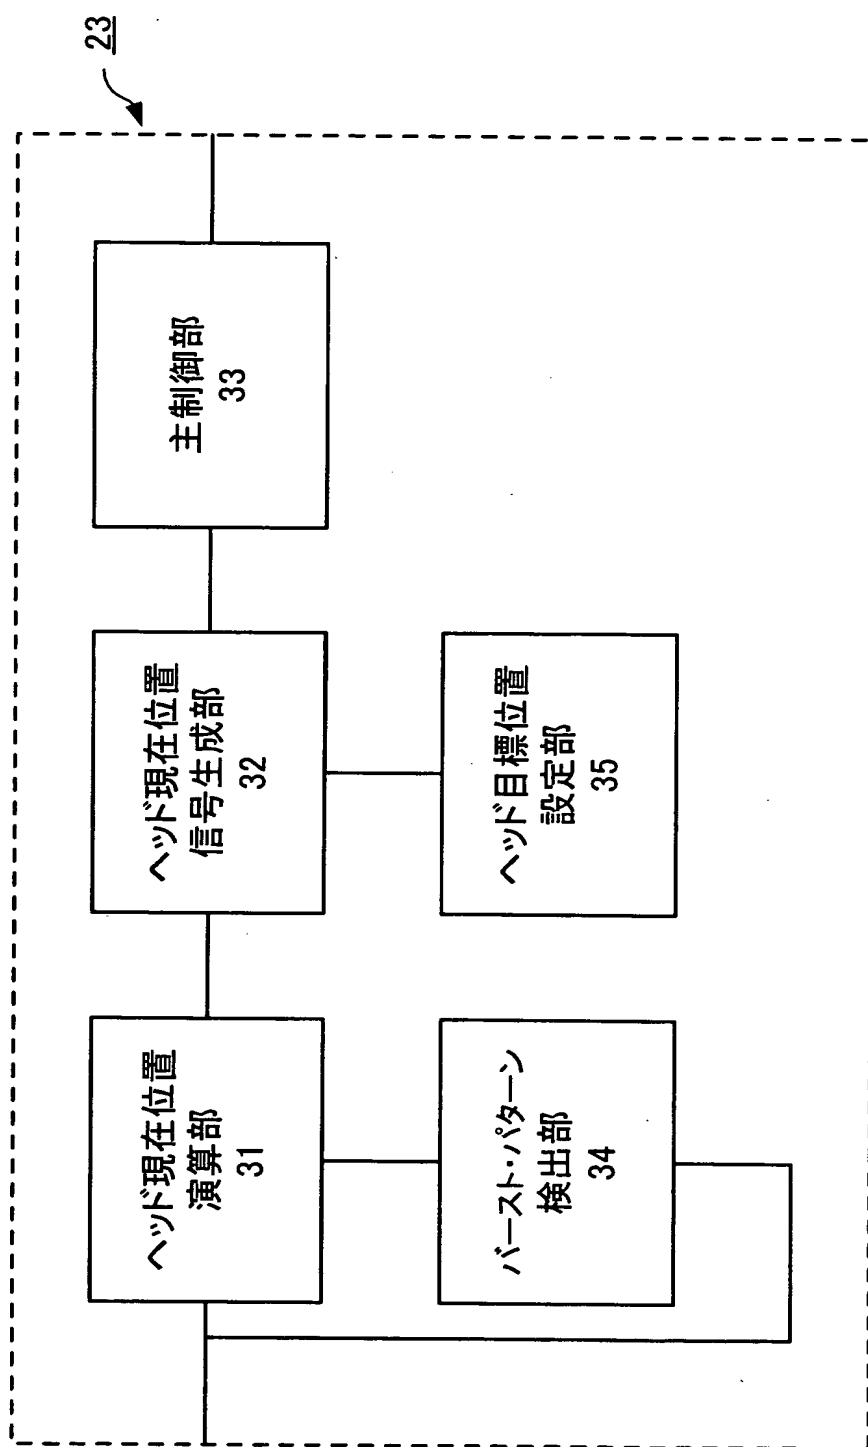 23
ヘッド現在位置
演算部
31
ヘッド現在位置
信号生成部
32
主制御部
33
バースト・パターン
検出部
34
ヘッド目標位置
設定部
35